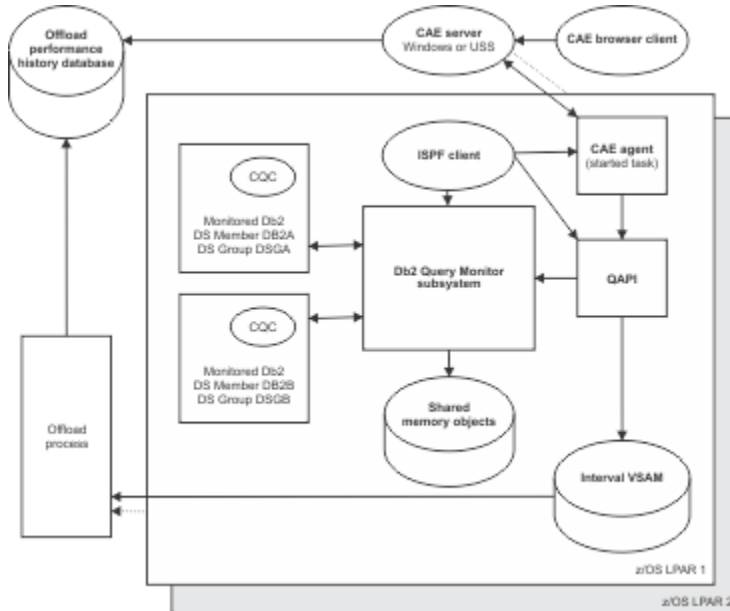 Offload
performance
history database
CAE server
Windows or USS
CAE browser client
CQC
Monitored Db2
DS Member DB2A
DS Group DSGA
ISPF client
CAE agent
(started task)
Db2 Query Monitor
subsystem
QAPI
CQC
Monitored Db2
DS Member DB2B
DS Group DSGB
Offload
process
Shared
memory objects
Interval VSAM
z/OS LPAR 1
z/OS LPAR 2